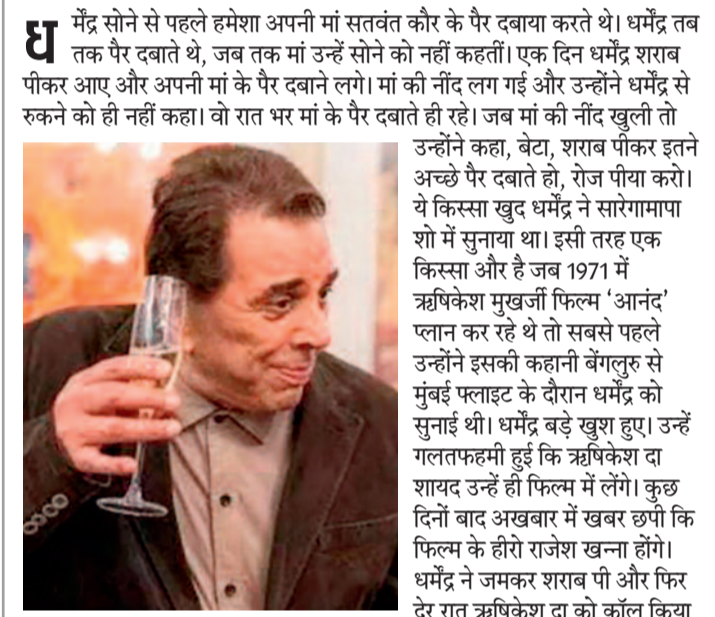 धर्मेंद्र सोने से पहले हमेशा अपनी मां सतवंत कौर के पैर दबाया करते थे। धर्मेंद्र तब
तक पैर दबाते थे, जब तक मां उन्हें सोने को नहीं कहतीं। एक दिन धर्मेंद्र शराब
पीकर आए और अपनी मां के पैर दबाने लगे। मां की नींद लग गई और उन्होंने धर्मेंद्र से
रुकने को ही नहीं कहा। वो रात भर मां के पैर दबाते ही रहे। जब मां की नींद खुली तो
उन्होंने कहा, बेटा, शराब पीकर इतने
अच्छे पैर दबाते हो, रोज पीया करो।
ये किस्सा खुद धर्मेंद्र ने सारेगामापा
शो में सुनाया था। इसी तरह एक
किस्सा और है जब 1971 में
ऋषिकेश मुखर्जी फिल्म ‘आनंद’
प्लान कर रहे थे तो सबसे पहले
उन्होंने इसकी कहानी बेंगलुरु से
मुंबई फ्लाइट के दौरान धर्मेंद्र को
सुनाई थी। धर्मेंद्र बड़े खुश हुए। उन्हें
गलतफहमी हुई कि ऋषिकेश दा
शायद उन्हें ही फिल्म में लेंगे। कुछ
दिनों बाद अखबार में खबर छपी कि
फिल्म के हीरो राजेश खन्ना होंगे।
धर्मेंद्र ने जमकर शराब पी और फिर
देर रात ऋषिकेश दा को कॉल किया